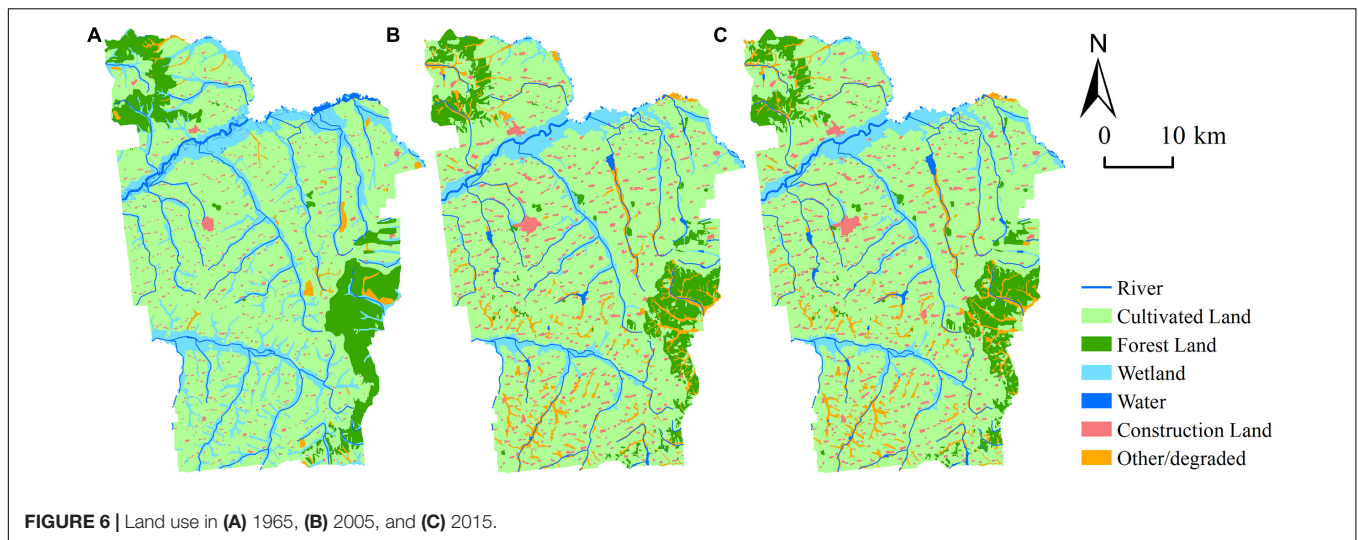 A
B
C
N
0 10 km
River
Cultivated Land
Forest Land
Wetland
Water
Construction Land
Other/degraded
FIGURE 6 | Land use in (A) 1965, (B) 2005, and (C) 2015.